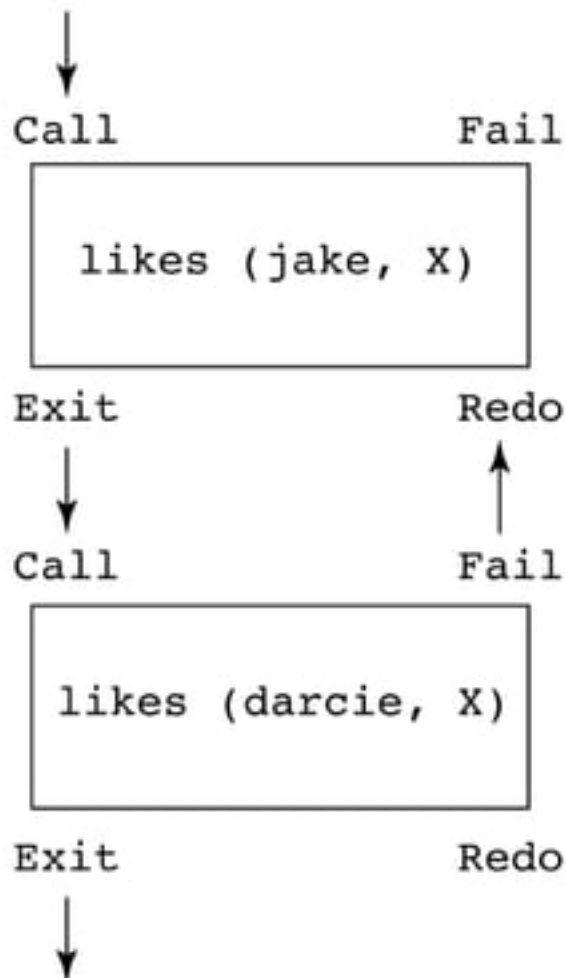 Call Fail
likes (jake, X)
Exit Redo
Call Fail
likes (darcie, X)
Exit Redo